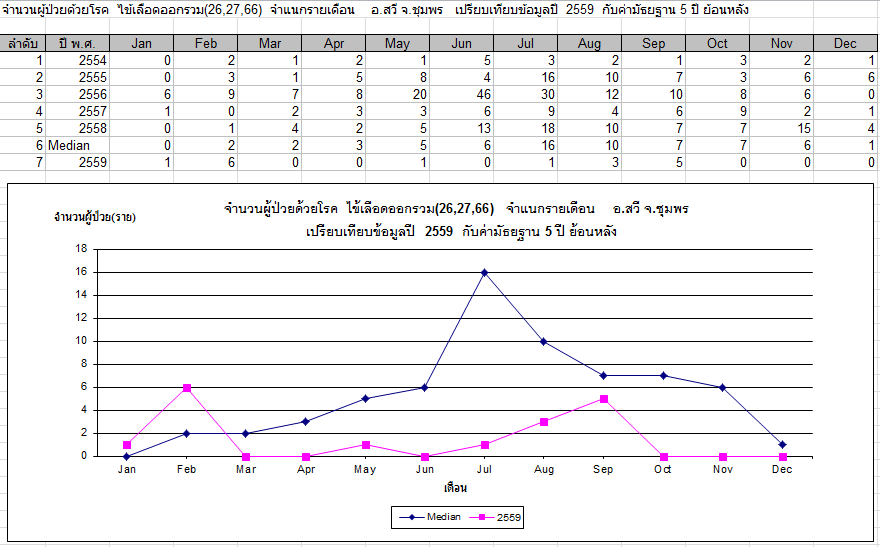 จำนวนผู้ป่วยด้วยโรค ไข้เลือดออกรวม(26,27,66) จำแนกรายเดือน อ.สวี จ.ชุมพร เปรียบเทียบข้อมูลปี 2559 กับค่ามัธยฐาน 5 ปี ย้อนหลัง
ลำดับ ปี พ.ศ. Jan Feb Mar Apr May Jun Jul Aug Sep Oct Nov Dec
1 2554 0 2 1 2 1 5 3 2 1 3 2 1
2 2555 0 3 1 5 8 4 16 10 7 3 6 6
3 2556 6 9 7 8 20 46 30 12 10 8 6 0
4 2557 1 0 2 3 3 6 9 4 6 9 2 1
5 2558 0 1 4 2 5 13 18 10 7 7 15 4
6 Median 0 2 2 3 5 6 16 10 7 7 6 1
7 2559 1 6 0 0 1 0 1 3 5 0 0 0
จำนวนผู้ป่วยด้วยโรค ไข้เลือดออกรวม(26,27,66) จำแนกรายเดือน อ.สวี จ.ชุมพร
จำนวนผู้ป่วย(ราย)
เปรียบเทียบข้อมูลปี 2559 กับค่ามัธยฐาน 5 ปี ย้อนหลัง
18
16
14
12
10
8
6
4
2
0
Jan Feb Mar Apr May Jun Jul Aug Sep Oct Nov Dec
เดือน
Median 2559